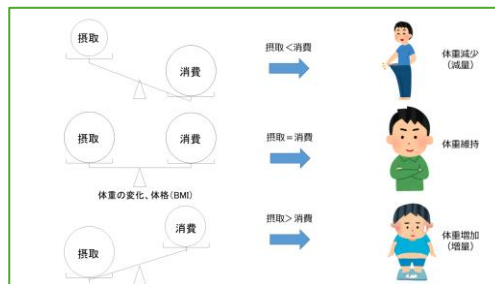 摂取
消費
摂取＜消費
体重減少
（減量）
摂取
消費
摂取＝消費
体重維持
体重の変化、体格(BMI)
摂取
消費
摂取＞消費
体重増加
（増量）